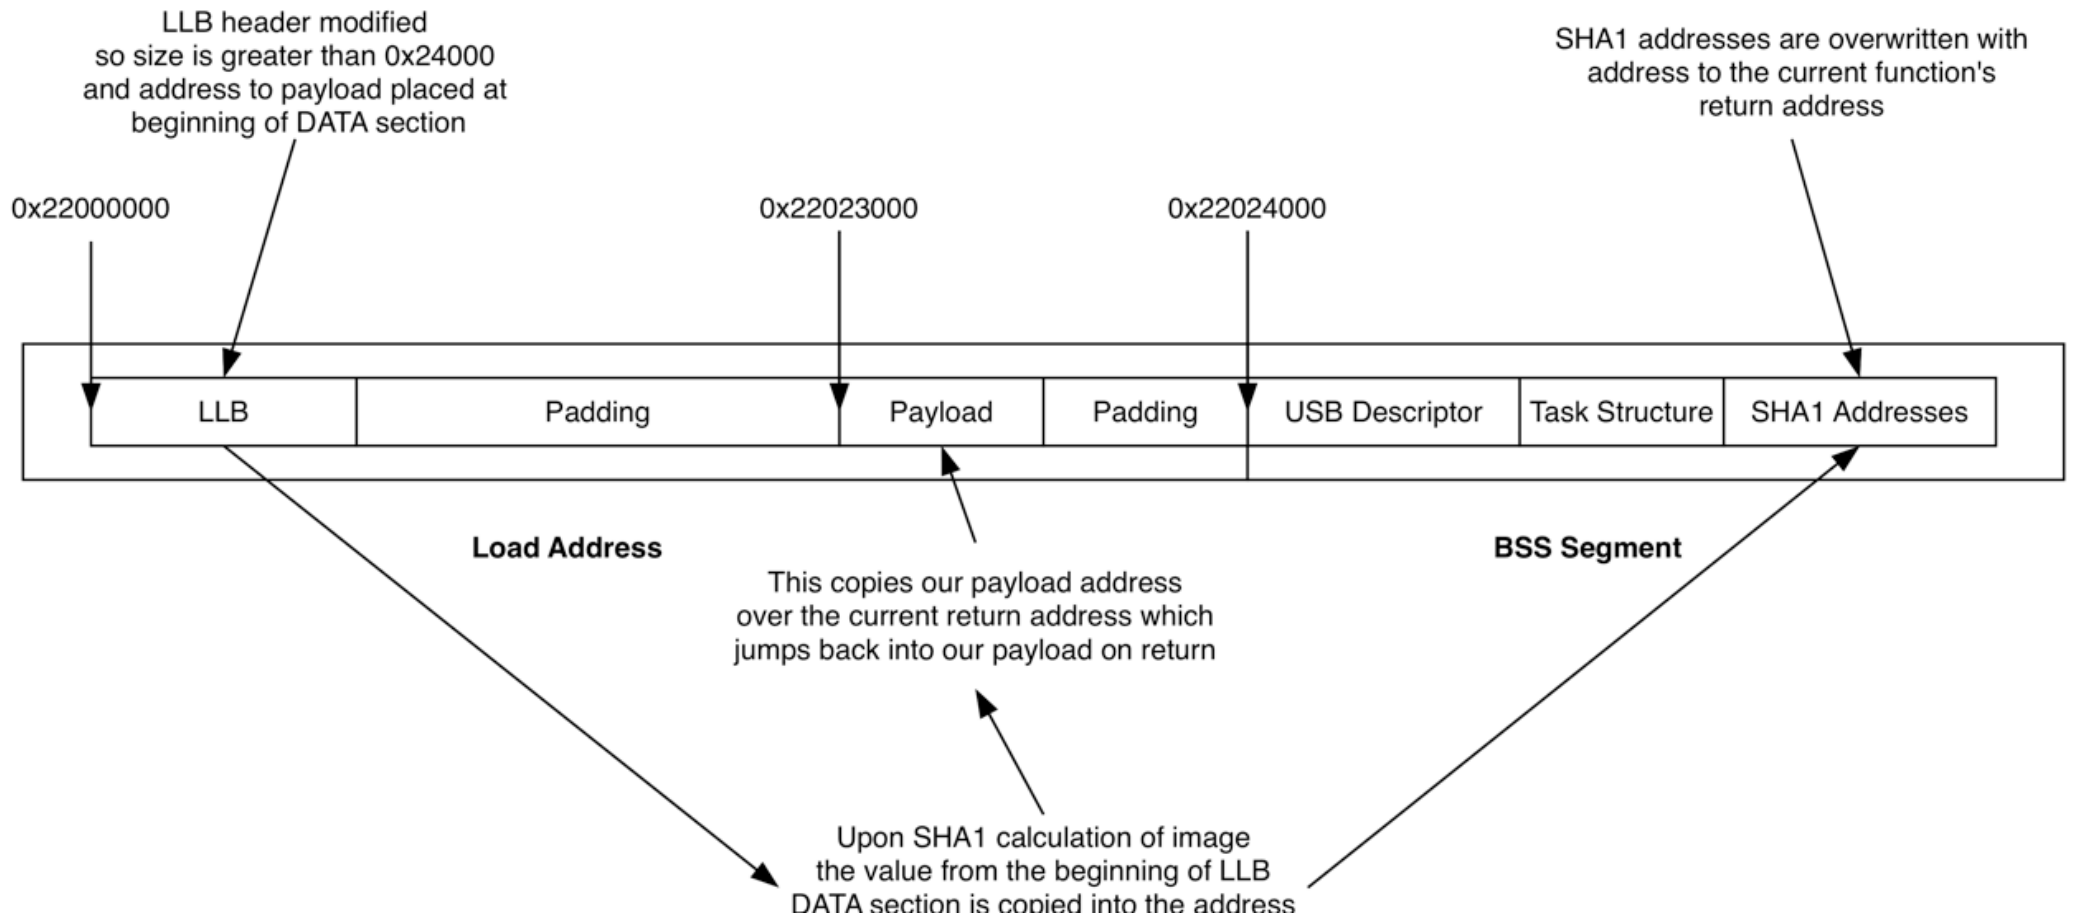 LLB header modified
so size is greater than 0x24000
and address to payload placed at
beginning of DATA section
SHA1 addresses are overwritten with
address to the current function's
return address
0x22000000
0x22023000
0x22024000
LLB
Padding
Payload
Padding
USB Descriptor
Task Structure
SHA1 Addresses
Load Address
BSS Segment
This copies our payload address
over the current return address which
jumps back into our payload on return
Upon SHA1 calculation of image
the value from the beginning of LLB
DATA section is copied into the address